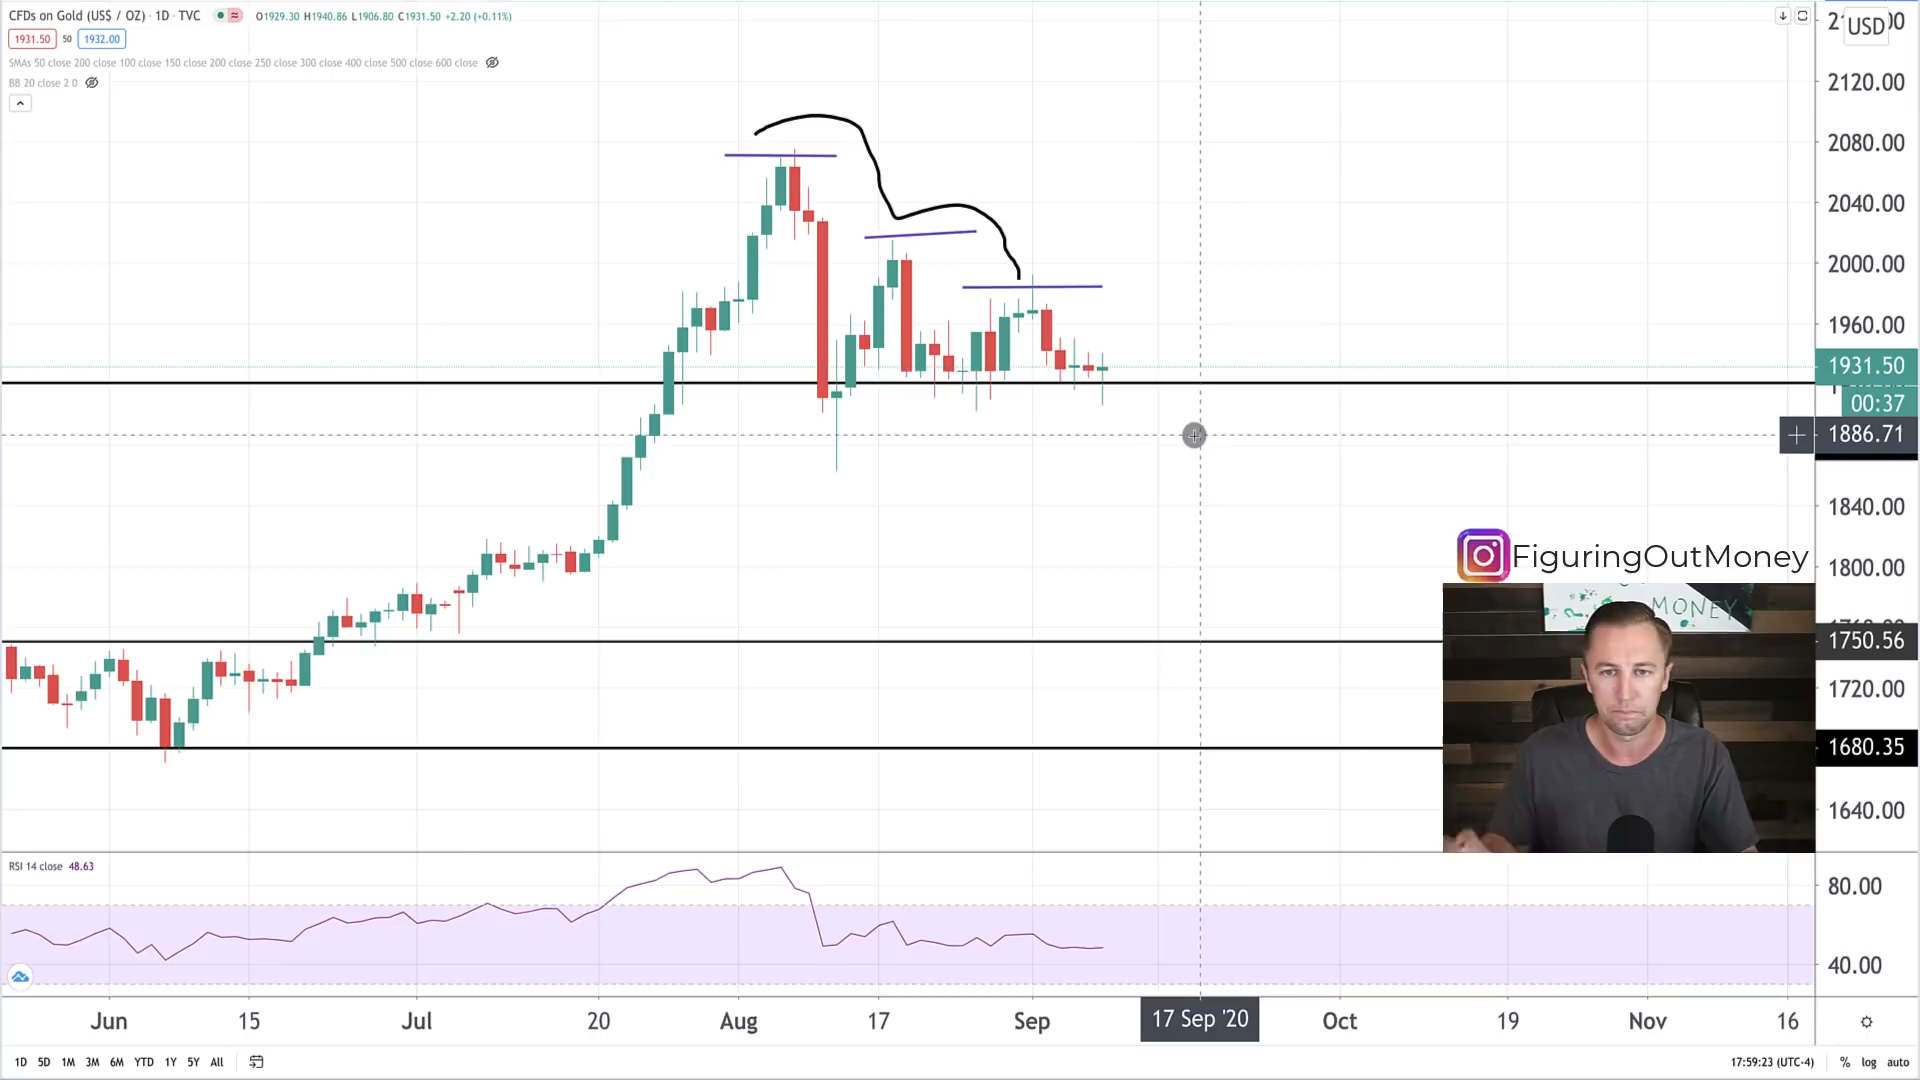 CFDs on Gold (US$ / OZ) · 1D · TVC O1929.30 H1940.86 L1906.80 C1931.50 +2.20 (+0.11%)
1931.50 50 1932.00
SMAs 50 close 200 close 100 close 150 close 200 close 250 close 300 close 400 close 500 close 600 close
BB 20 close 2 0
USD
2120.00
2080.00
2040.00
2000.00
1960.00
1931.50
00:37
1886.71
1840.00
1800.00
FiguringOutMoney
MONEY
1750.56
1720.00
1680.35
1640.00
RSI 14 close 48.63
80.00
40.00
Jun 15 Jul 20 Aug 17 Sep 17 Sep '20 Oct 19 Nov 16
1D 5D 1M 3M 6M YTD 1Y 5Y All 17:59:23 (UTC-4) % log auto